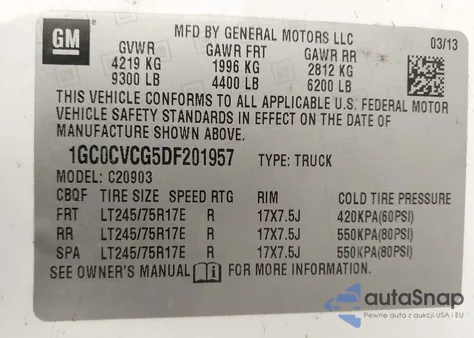 GM
MFD BY GENERAL MOTORS LLC
03/13
GVWR GAWR FRT GAWR RR
4219 KG 1996 KG 2812 KG
9300 LB 4400 LB 6200 LB
THIS VEHICLE CONFORMS TO ALL APPLICABLE U.S. FEDERAL MOTOR
VEHICLE SAFETY STANDARDS IN EFFECT ON THE DATE OF
MANUFACTURE SHOWN ABOVE.
1GC0CVCG5DF201957 TYPE: TRUCK
MODEL: C20903
CBQF TIRE SIZE SPEED RTG RIM COLD TIRE PRESSURE
FRT LT245/75R17E R 17X7.5J 420KPA(60PSI)
RR LT245/75R17E R 17X7.5J 550KPA(80PSI)
SPA LT245/75R17E R 17X7.5J 550KPA(80PSI)
SEE OWNER'S MANUAL FOR MORE INFORMATION.
autoSnap
Pewne auta z aukcji USA i EU